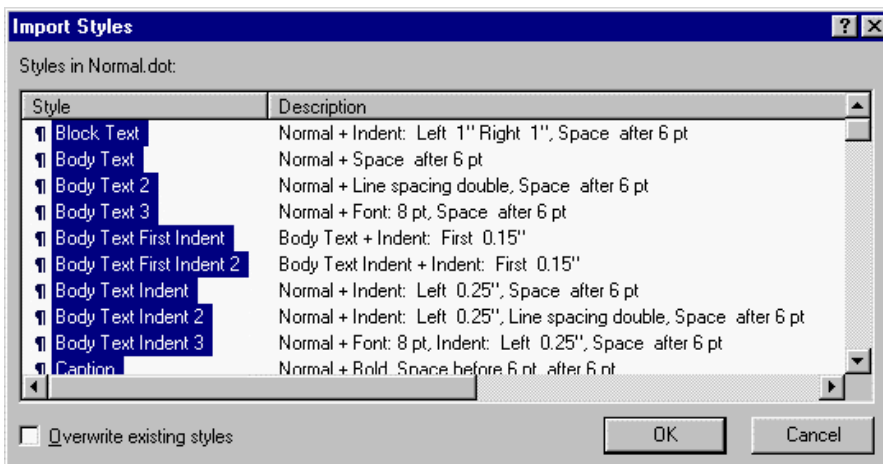 Import Styles
Styles in Normal.dot:
Style Description
¶ Block Text Normal + Indent: Left 1" Right 1", Space after 6 pt
¶ Body Text Normal + Space after 6 pt
¶ Body Text 2 Normal + Line spacing double, Space after 6 pt
¶ Body Text 3 Normal + Font: 8 pt, Space after 6 pt
¶ Body Text First Indent Body Text + Indent: First 0.15"
¶ Body Text First Indent 2 Body Text Indent + Indent: First 0.15"
¶ Body Text Indent Normal + Indent: Left 0.25", Space after 6 pt
¶ Body Text Indent 2 Normal + Indent: Left 0.25", Line spacing double, Space after 6 pt
¶ Body Text Indent 3 Normal + Font: 8 pt, Indent: Left 0.25", Space after 6 pt
¶ Caption Normal + Bold, Space before 6 pt after 6 pt
Overwrite existing styles OK Cancel